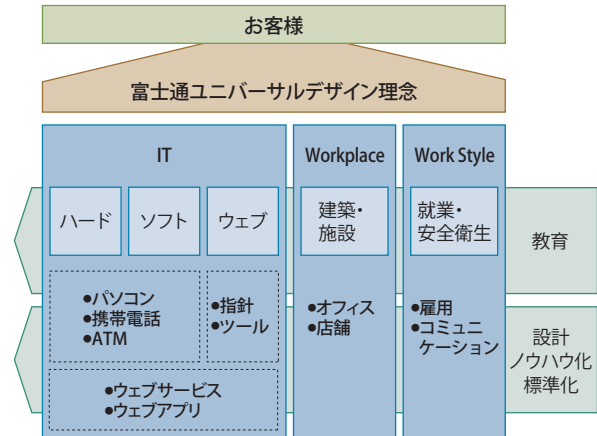 お客様
富士通ユニバーサルデザイン理念
IT
Workplace
Work Style
ハード
ソフト
ウェブ
建築・
施設
就業・
安全衛生
教育
●パソコン
●携帯電話
●ATM
●指針
●ツール
●オフィス
●店舗
●雇用
●コミュニ
ケーション
設計
ノウハウ化
標準化
●ウェブサービス
●ウェブアプリ